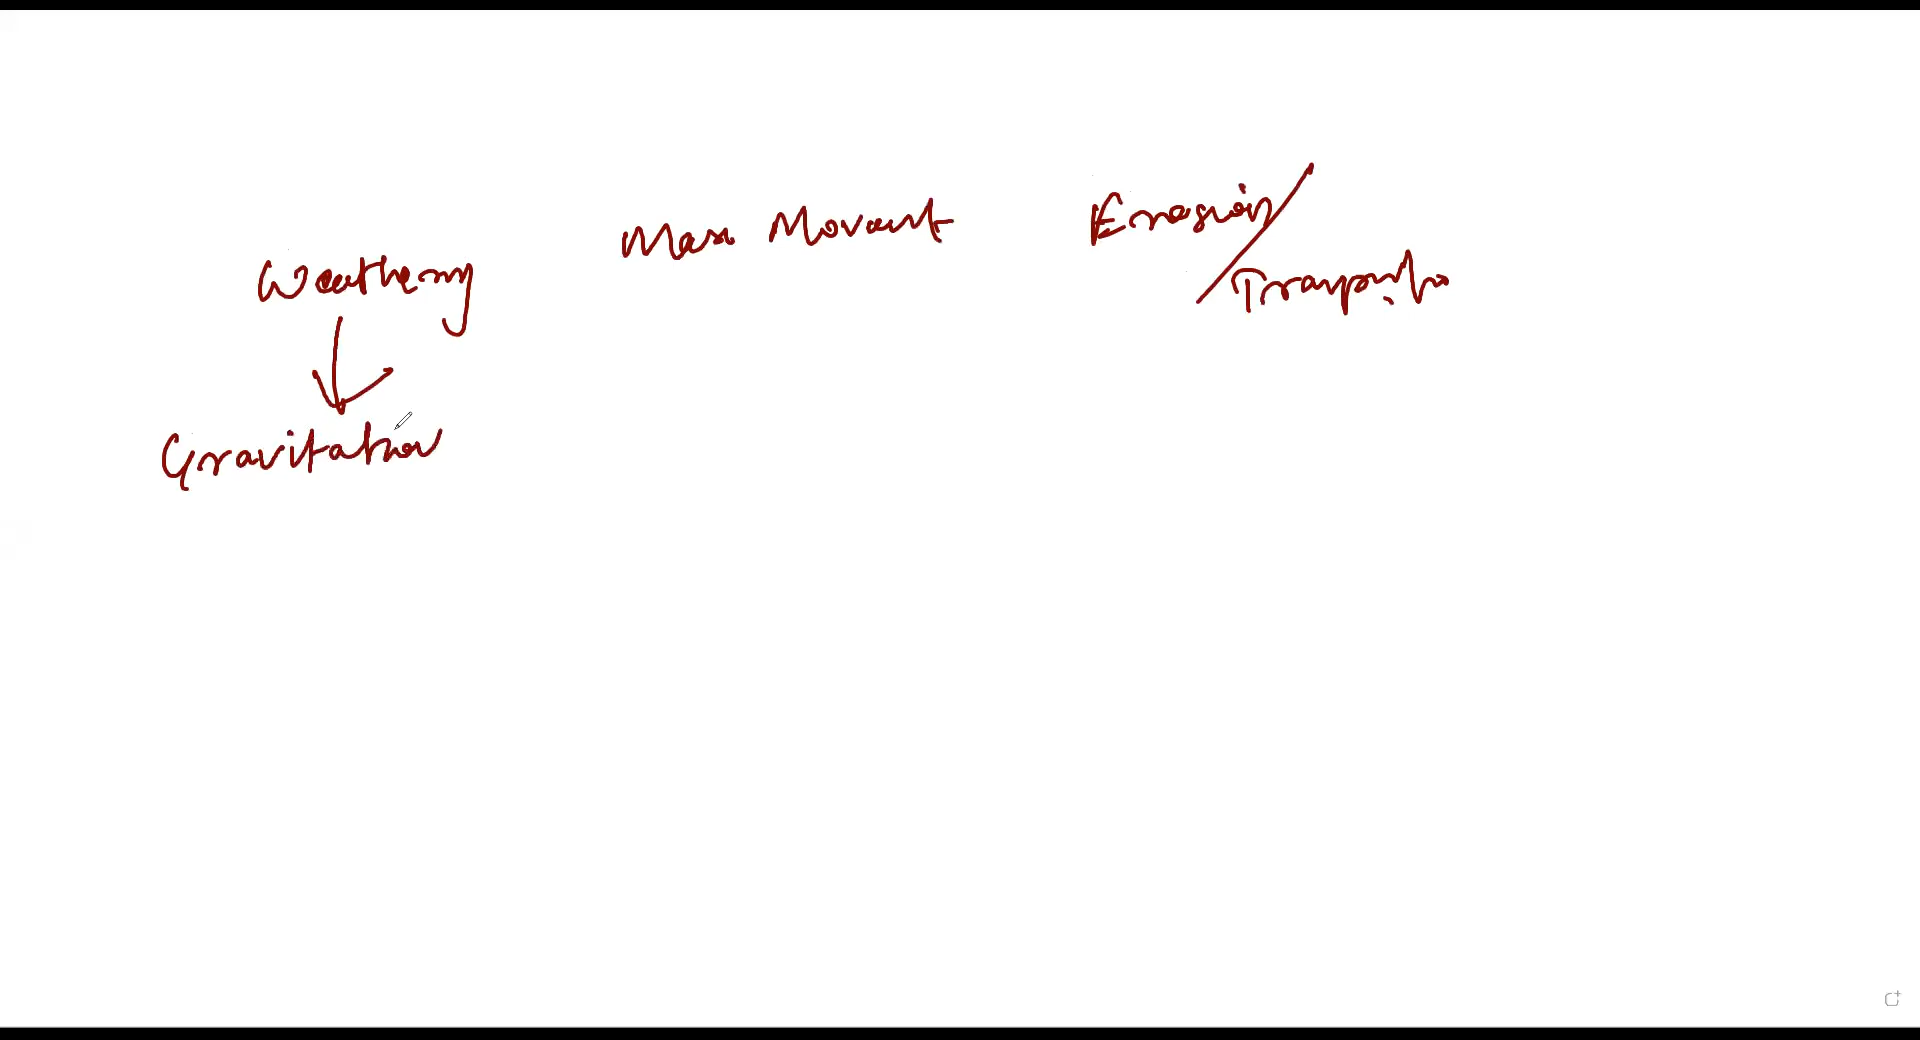 Weathering
Mass Movement
Erosion/
Transportation
Gravitation